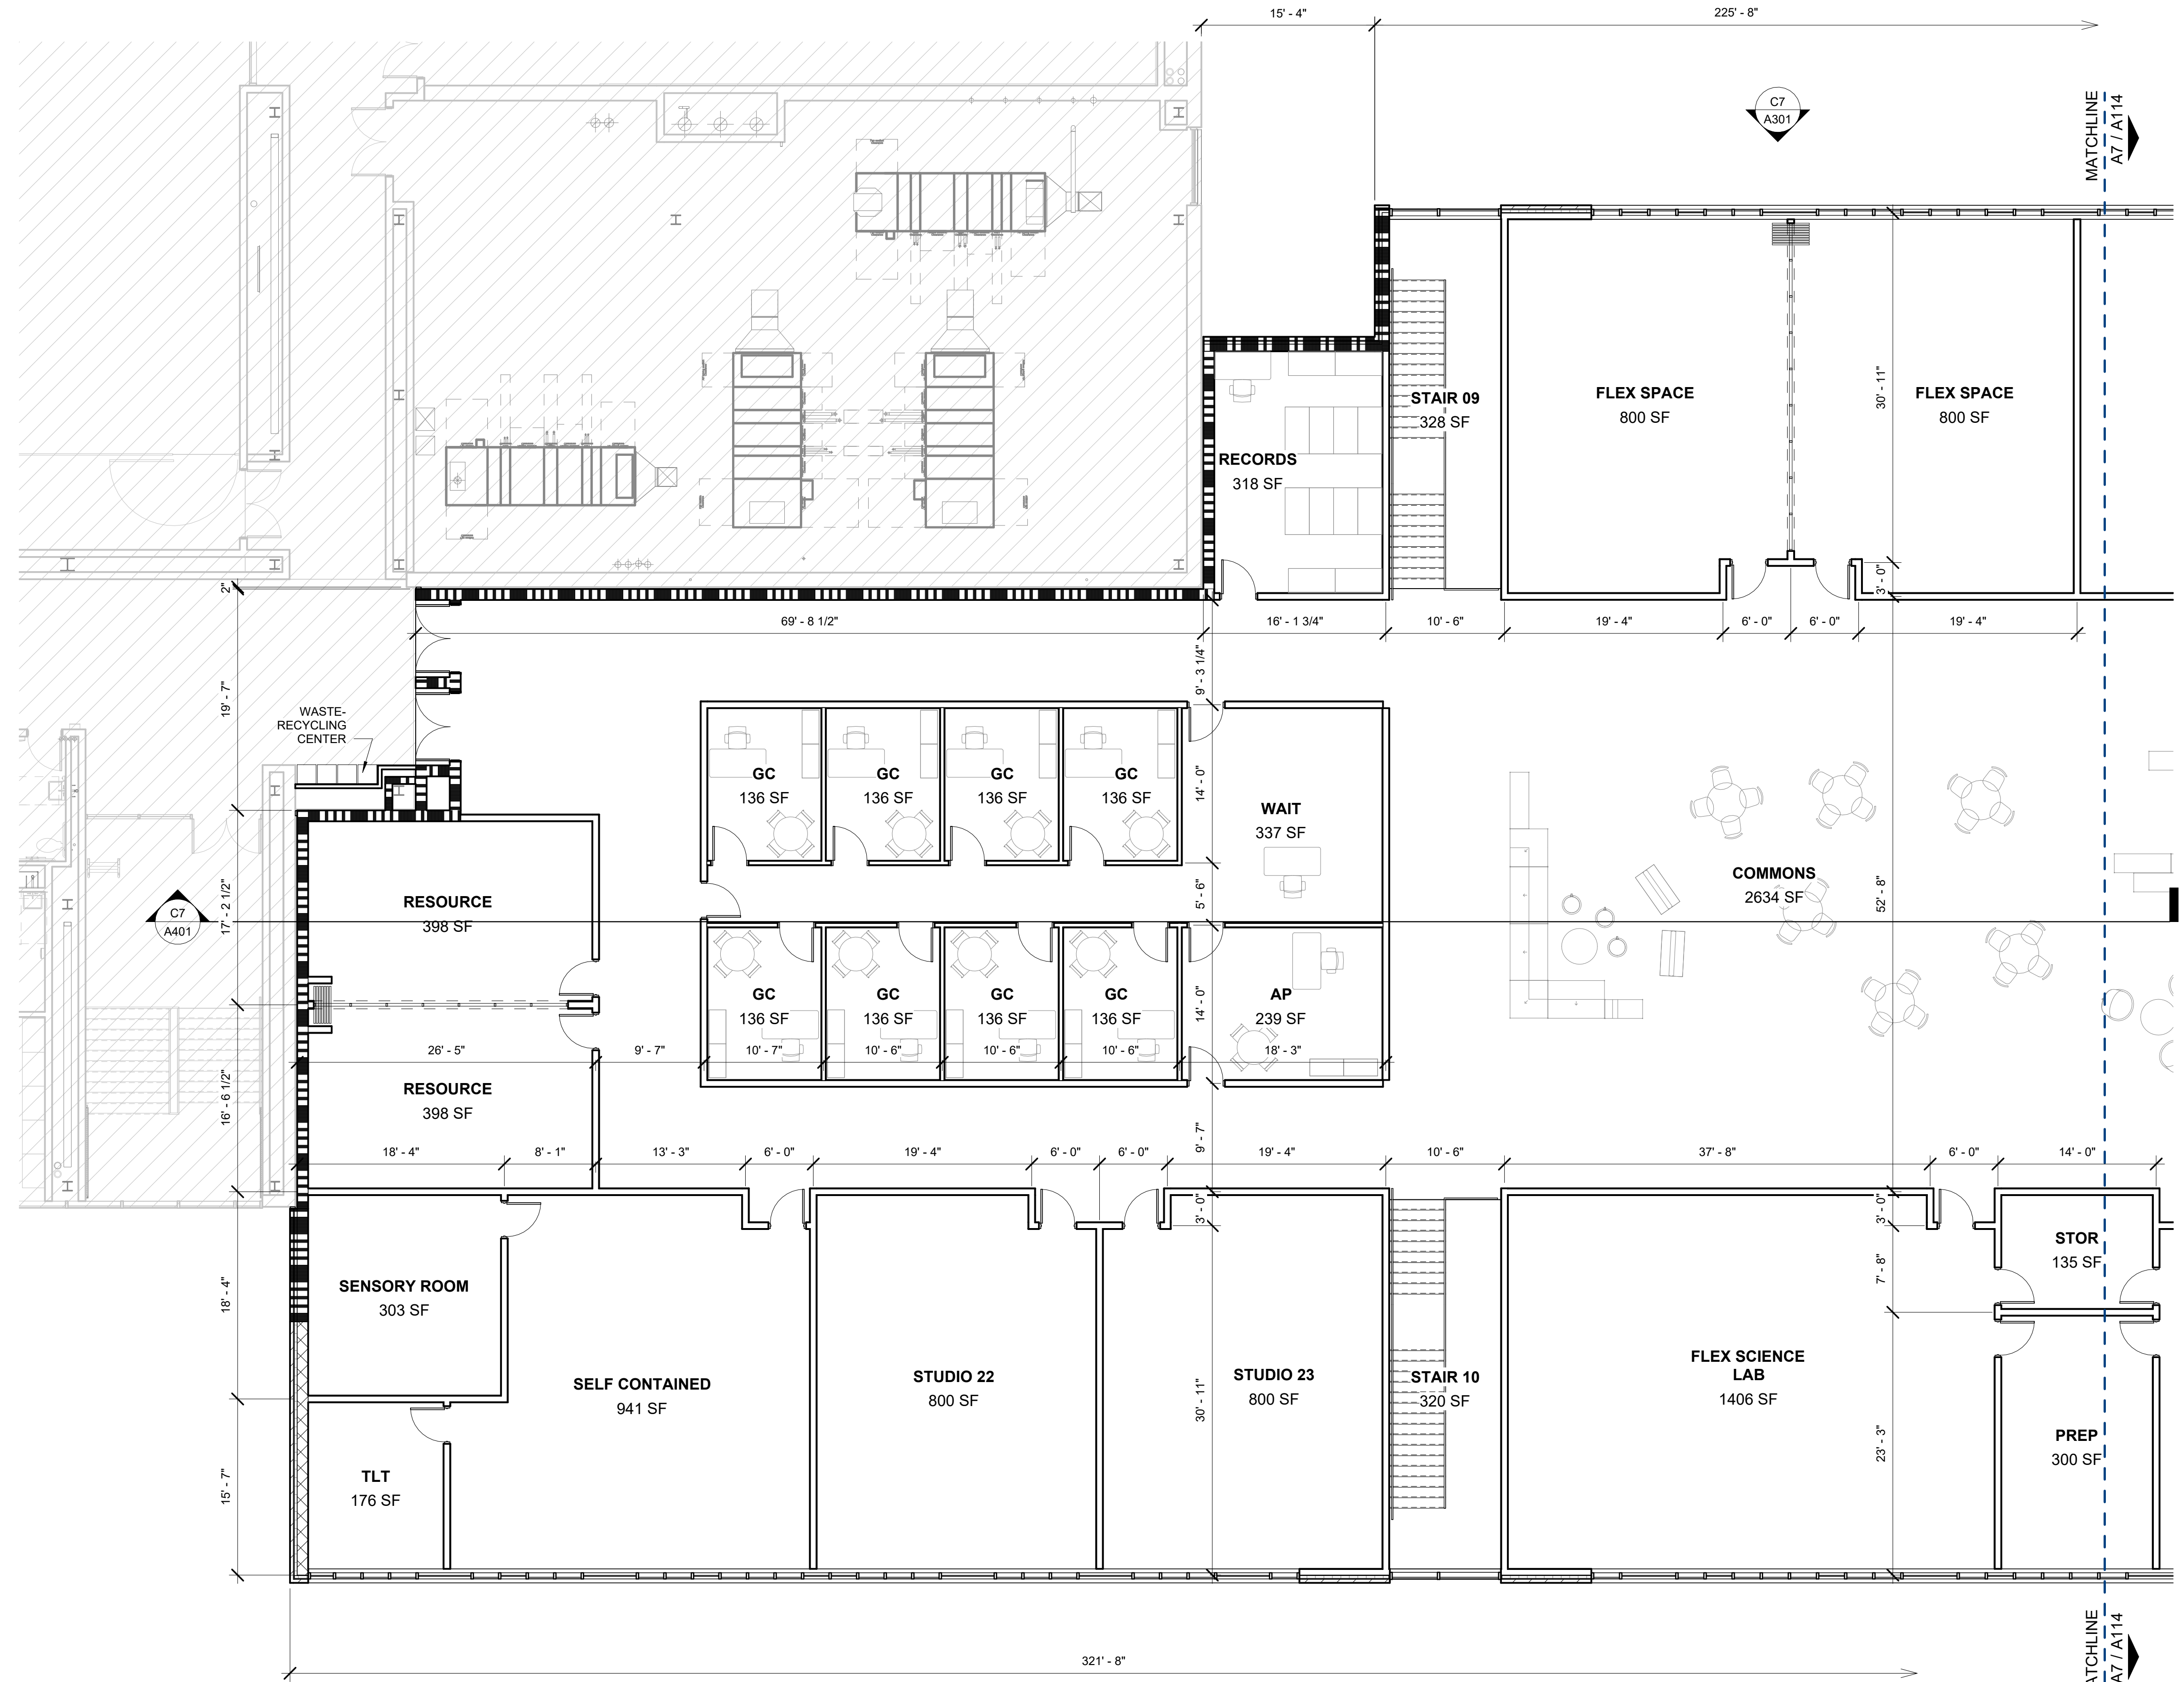 15' - 4"
225' - 8"
C7
A301
MATCHLINE
A7 / A114
STAIR 09
328 SF
FLEX SPACE
800 SF
30' - 11"
FLEX SPACE
800 SF
RECORDS
318 SF
2"
3' - 0"
69' - 8 1/2"
16' - 1 3/4"
10' - 6"
19' - 4"
6' - 0"
6' - 0"
19' - 4"
9' - 3 1/4"
19' - 7"
WASTE-
RECYCLING
CENTER
GC
136 SF
GC
136 SF
GC
136 SF
GC
136 SF
14' - 0"
WAIT
337 SF
COMMONS
2634 SF
52' - 8"
RESOURCE
398 SF
17' - 2 1/2"
C7
A401
5' - 6"
GC
136 SF
GC
136 SF
GC
136 SF
GC
136 SF
14' - 0"
AP
239 SF
26' - 5"
9' - 7"
10' - 7"
10' - 6"
10' - 6"
10' - 6"
18' - 3"
RESOURCE
398 SF
16' - 6 1/2"
18' - 4"
8' - 1"
13' - 3"
6' - 0"
19' - 4"
6' - 0"
6' - 0"
9' - 7"
19' - 4"
10' - 6"
37' - 8"
6' - 0"
14' - 0"
3' - 0"
3' - 0"
STOR
135 SF
7' - 8"
SENSORY ROOM
303 SF
18' - 4"
SELF CONTAINED
941 SF
STUDIO 22
800 SF
STUDIO 23
800 SF
30' - 11"
STAIR 10
320 SF
FLEX SCIENCE
LAB
1406 SF
23' - 3"
PREP
300 SF
TLT
176 SF
15' - 7"
321' - 8"
ATCHLINE
A7 / A114